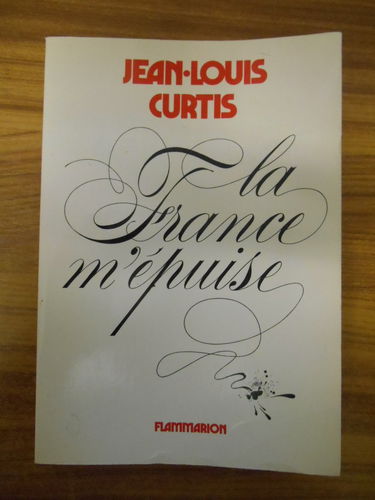 JEAN-LOUIS
CURTIS
la
France
m'épuise
FLAMMARION